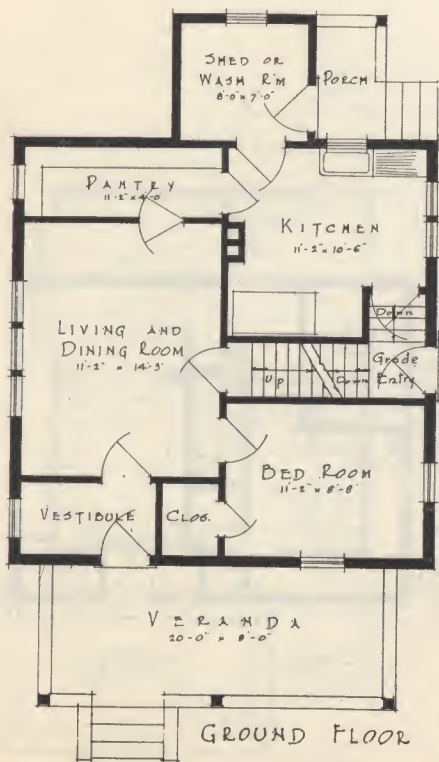 SHED OR
WASH R'M
8'-0" x 7'-0"
PORCH
PANTRY
11'-2" x 4'-0
KITCHEN
11'-2" x 10'-6"
LIVING AND
DINING ROOM
11'-2" x 14'-3"
Down
Grade
Entry
Up
Down
BED ROOM
11'-2" x 8'-8"
VESTIBULE
CLOS.
VERANDA
20'-0" x 8'-0"
GROUND FLOOR